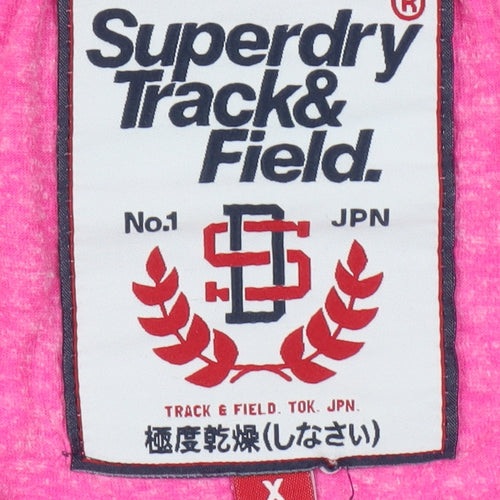 Superdry®
Track&
Field.
No.1 SD JPN
TRACK & FIELD. TOK. JPN.
極度乾燥(しなさい)
X